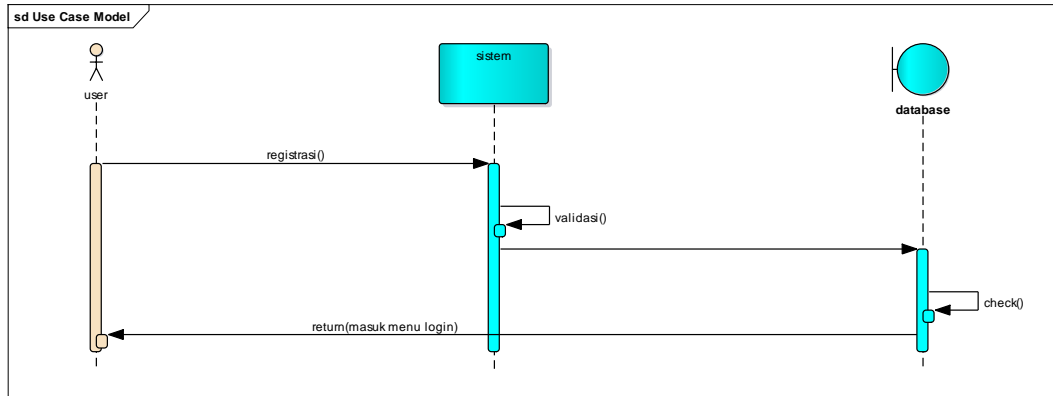 sd Use Case Model
user
sistem
database
registrasi()
validasi()
check()
return(masuk menu login)